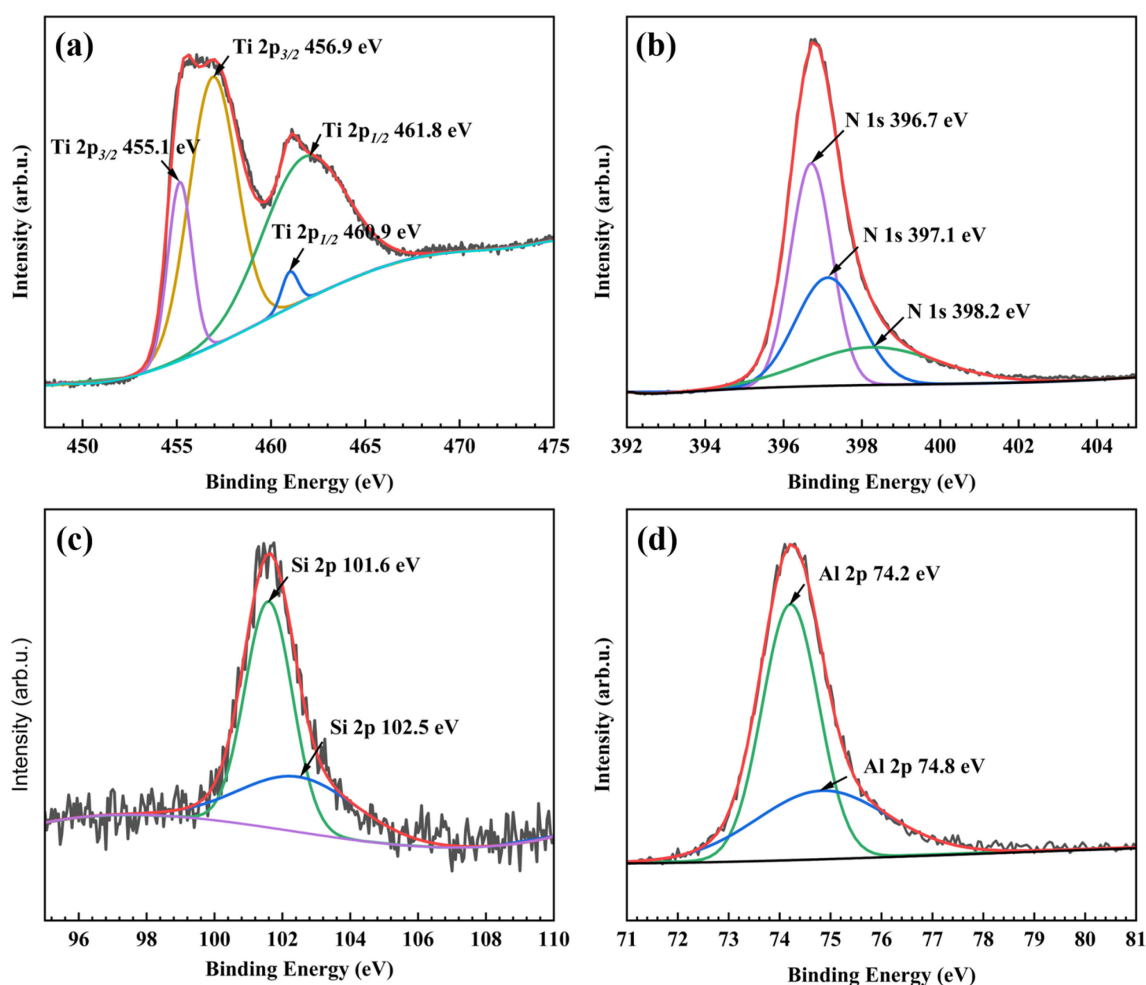 (a)
Ti 2p3/2 456.9 eV
Ti 2p1/2 461.8 eV
Ti 2p3/2 455.1 eV
Ti 2p1/2 460.9 eV
Intensity (arb.u.)
450 455 460 465 470 475
Binding Energy (eV)
(b)
N 1s 396.7 eV
N 1s 397.1 eV
N 1s 398.2 eV
Intensity (arb.u.)
392 394 396 398 400 402 404
Binding Energy (eV)
(c)
Si 2p 101.6 eV
Si 2p 102.5 eV
Intensity (arb.u.)
96 98 100 102 104 106 108 110
Binding Energy (eV)
(d)
Al 2p 74.2 eV
Al 2p 74.8 eV
Intensity (arb.u.)
71 72 73 74 75 76 77 78 79 80 81
Binding Energy (eV)